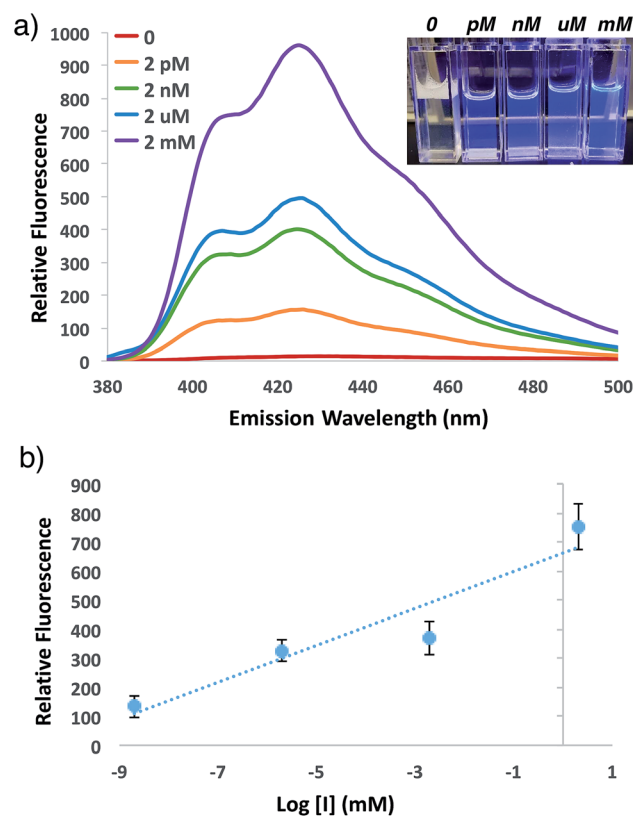 a)
0 pM nM uM mM
1000
900
800
700
600
500
400
300
200
100
0
0
2 pM
2 nM
2 uM
2 mM
Relative Fluorescence
380 400 420 440 460 480 500
Emission Wavelength (nm)
b)
900
800
700
600
500
400
300
200
100
0
Relative Fluorescence
-9 -7 -5 -3 -1 1
Log [I] (mM)